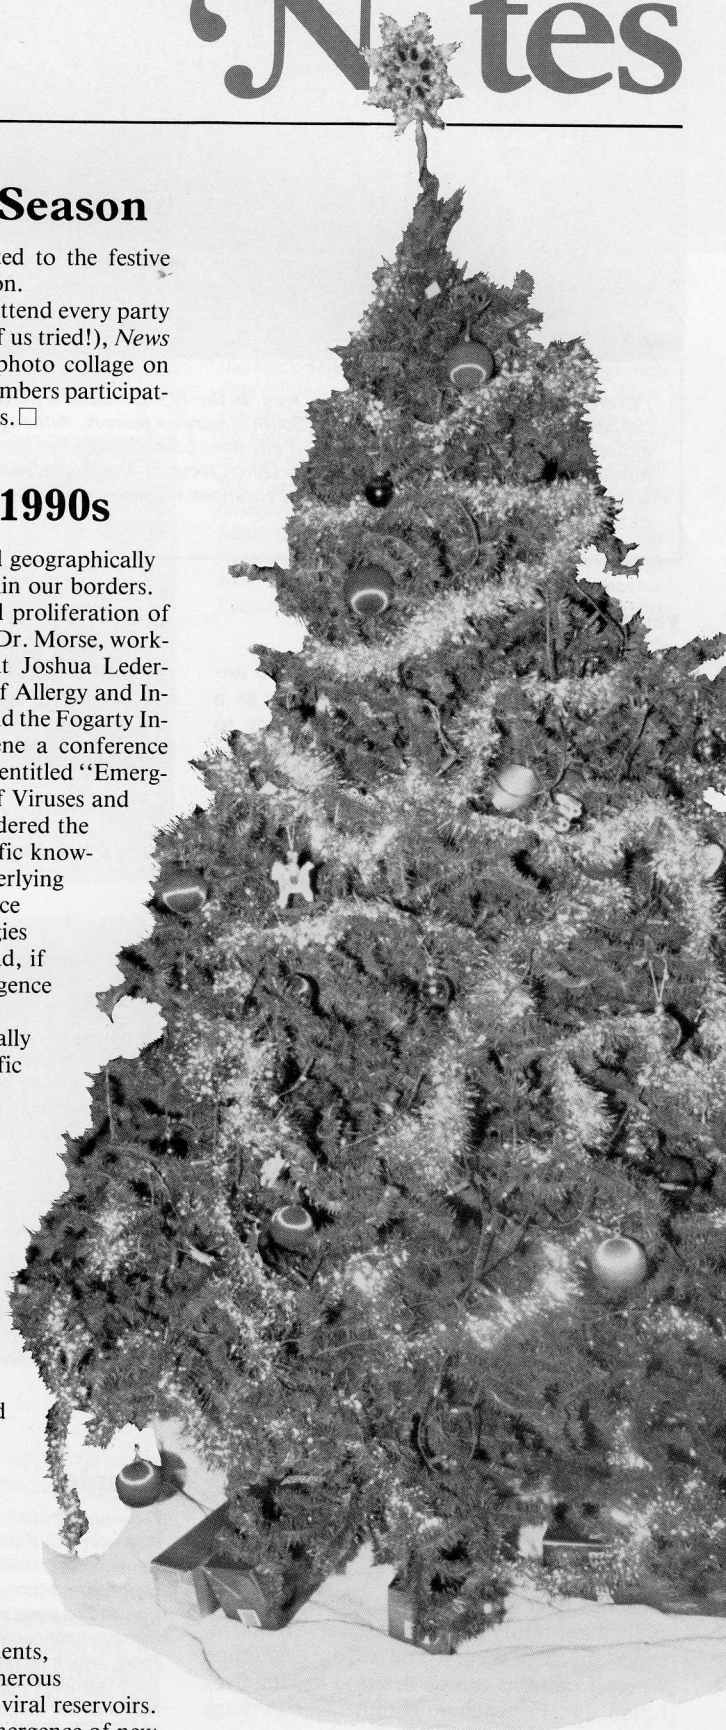 Notes
Season
ed to the festive
on.
ttend every party
f us tried!), News
photo collage on
mbers participat-
s.□
1990s
l geographically
in our borders.
l proliferation of
Dr. Morse, work-
t Joshua Leder-
f Allergy and In-
d the Fogarty In-
ene a conference
entitled “Emerg-
f Viruses and
dered the
fic know-
erlying
ce
gies
d, if
gence
ally
fic
d
ents,
nerous
viral reservoirs.